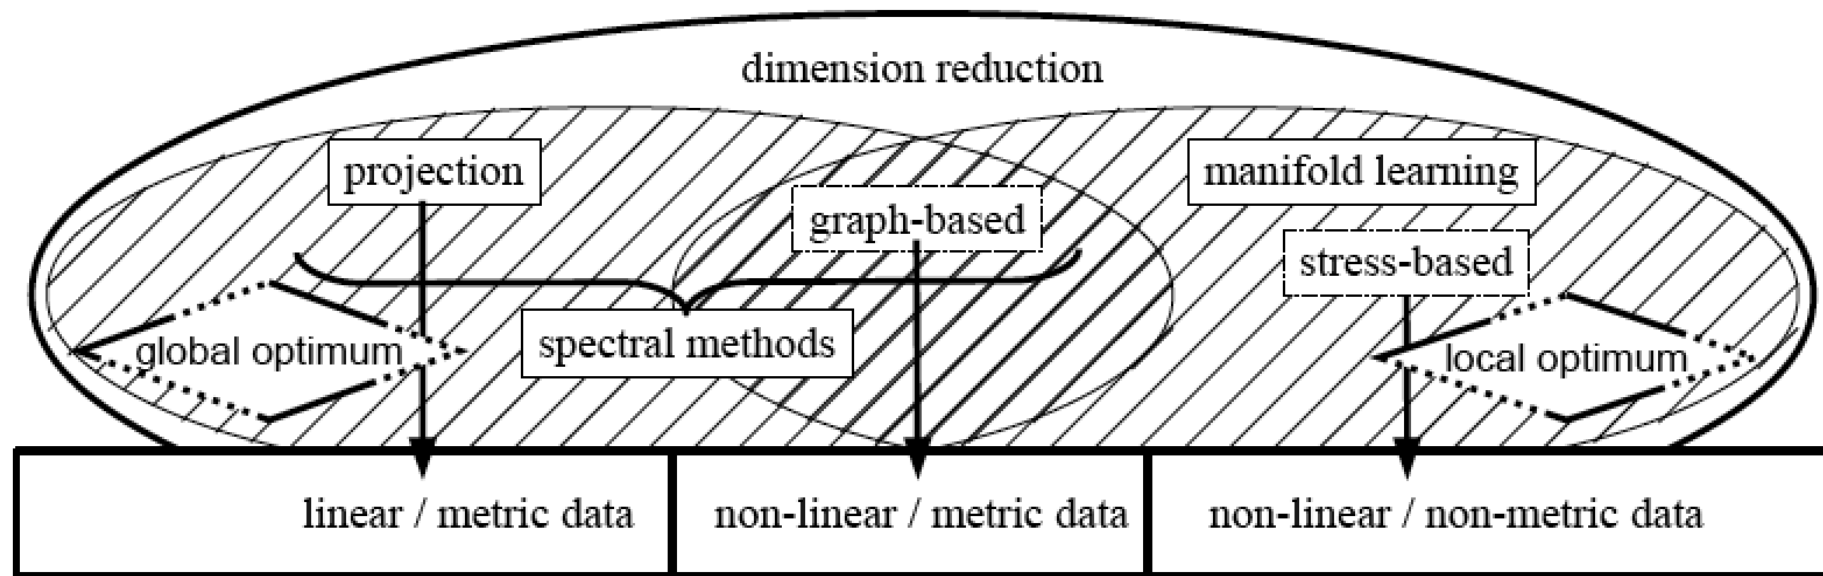 dimension reduction
projection
manifold learning
graph-based
stress-based
spectral methods
global optimum
local optimum
linear / metric data
non-linear / metric data
non-linear / non-metric data